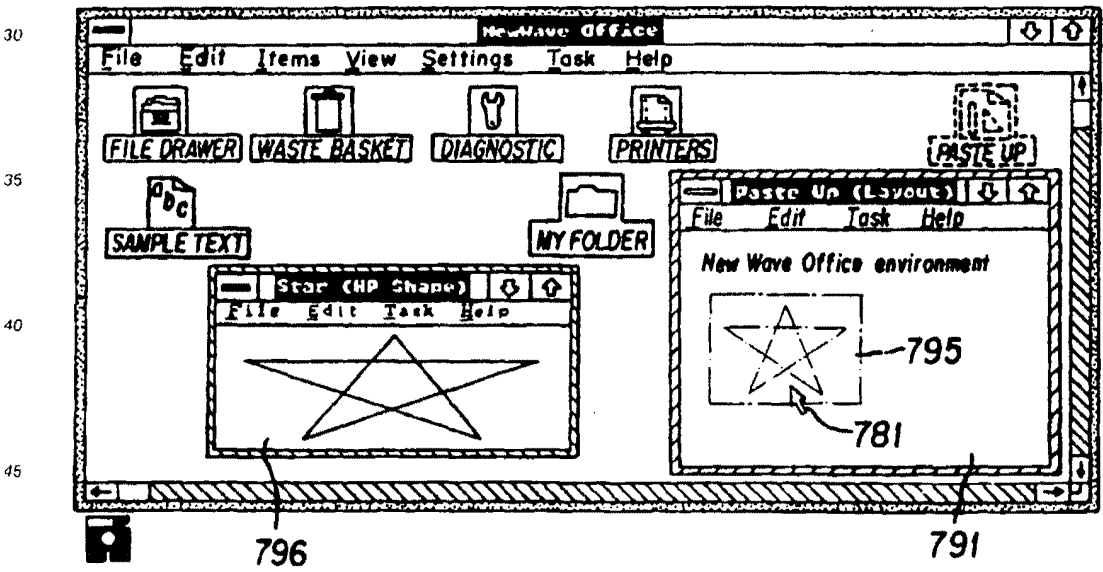 30
NewWave Office
File Edit Items View Settings Task Help
FILE DRAWER WASTE BASKET DIAGNOSTIC PRINTERS PASTE UP
35
abc
SAMPLE TEXT MY FOLDER
Paste Up (Layout)
File Edit Task Help
New Wave Office environment
Star (HP Shape)
File Edit Task Help
40
795
781
45
796
791